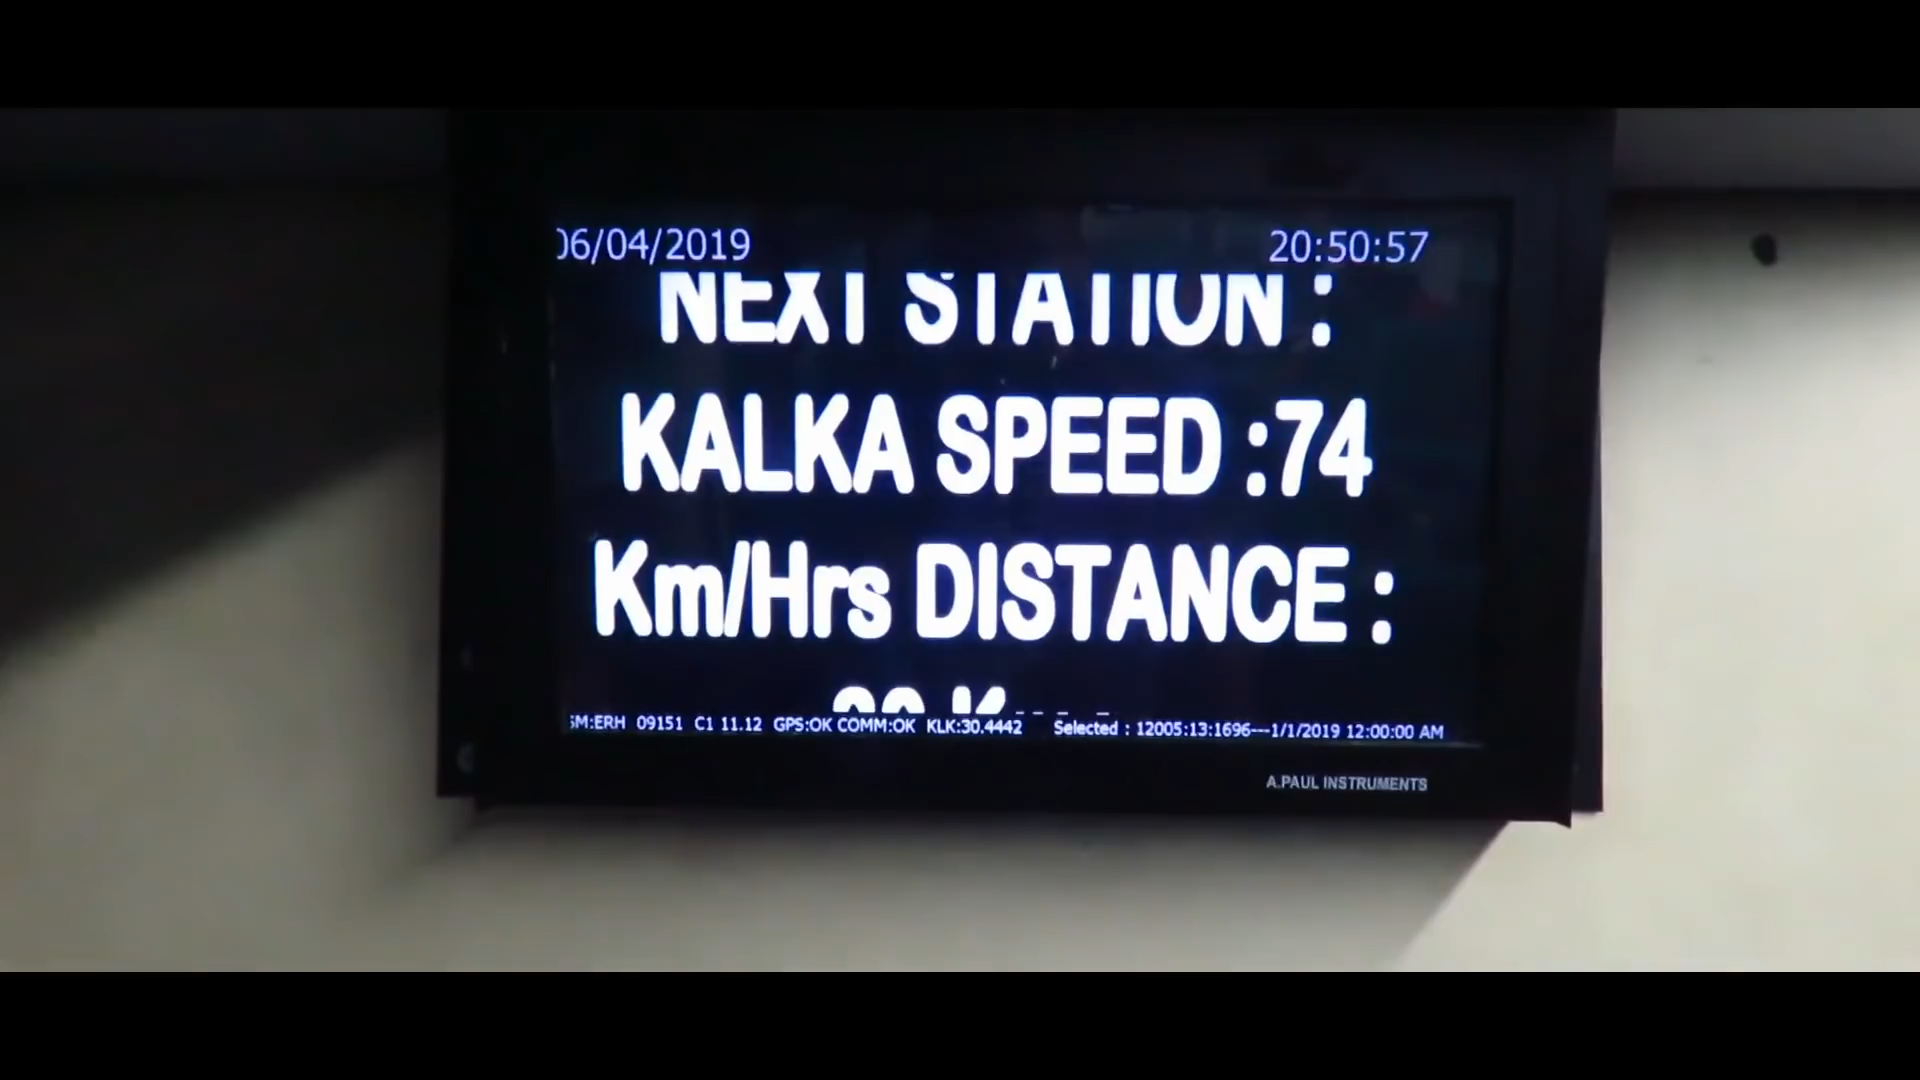 06/04/2019 20:50:57
NEXT STATION :
KALKA SPEED :74
Km/Hrs DISTANCE :
SM:ERH 09151 C1 11.12 GPS:OK COMM:OK KLK:30.4442 Selected : 12005:13:1696---1/1/2019 12:00:00 AM
A.PAUL INSTRUMENTS